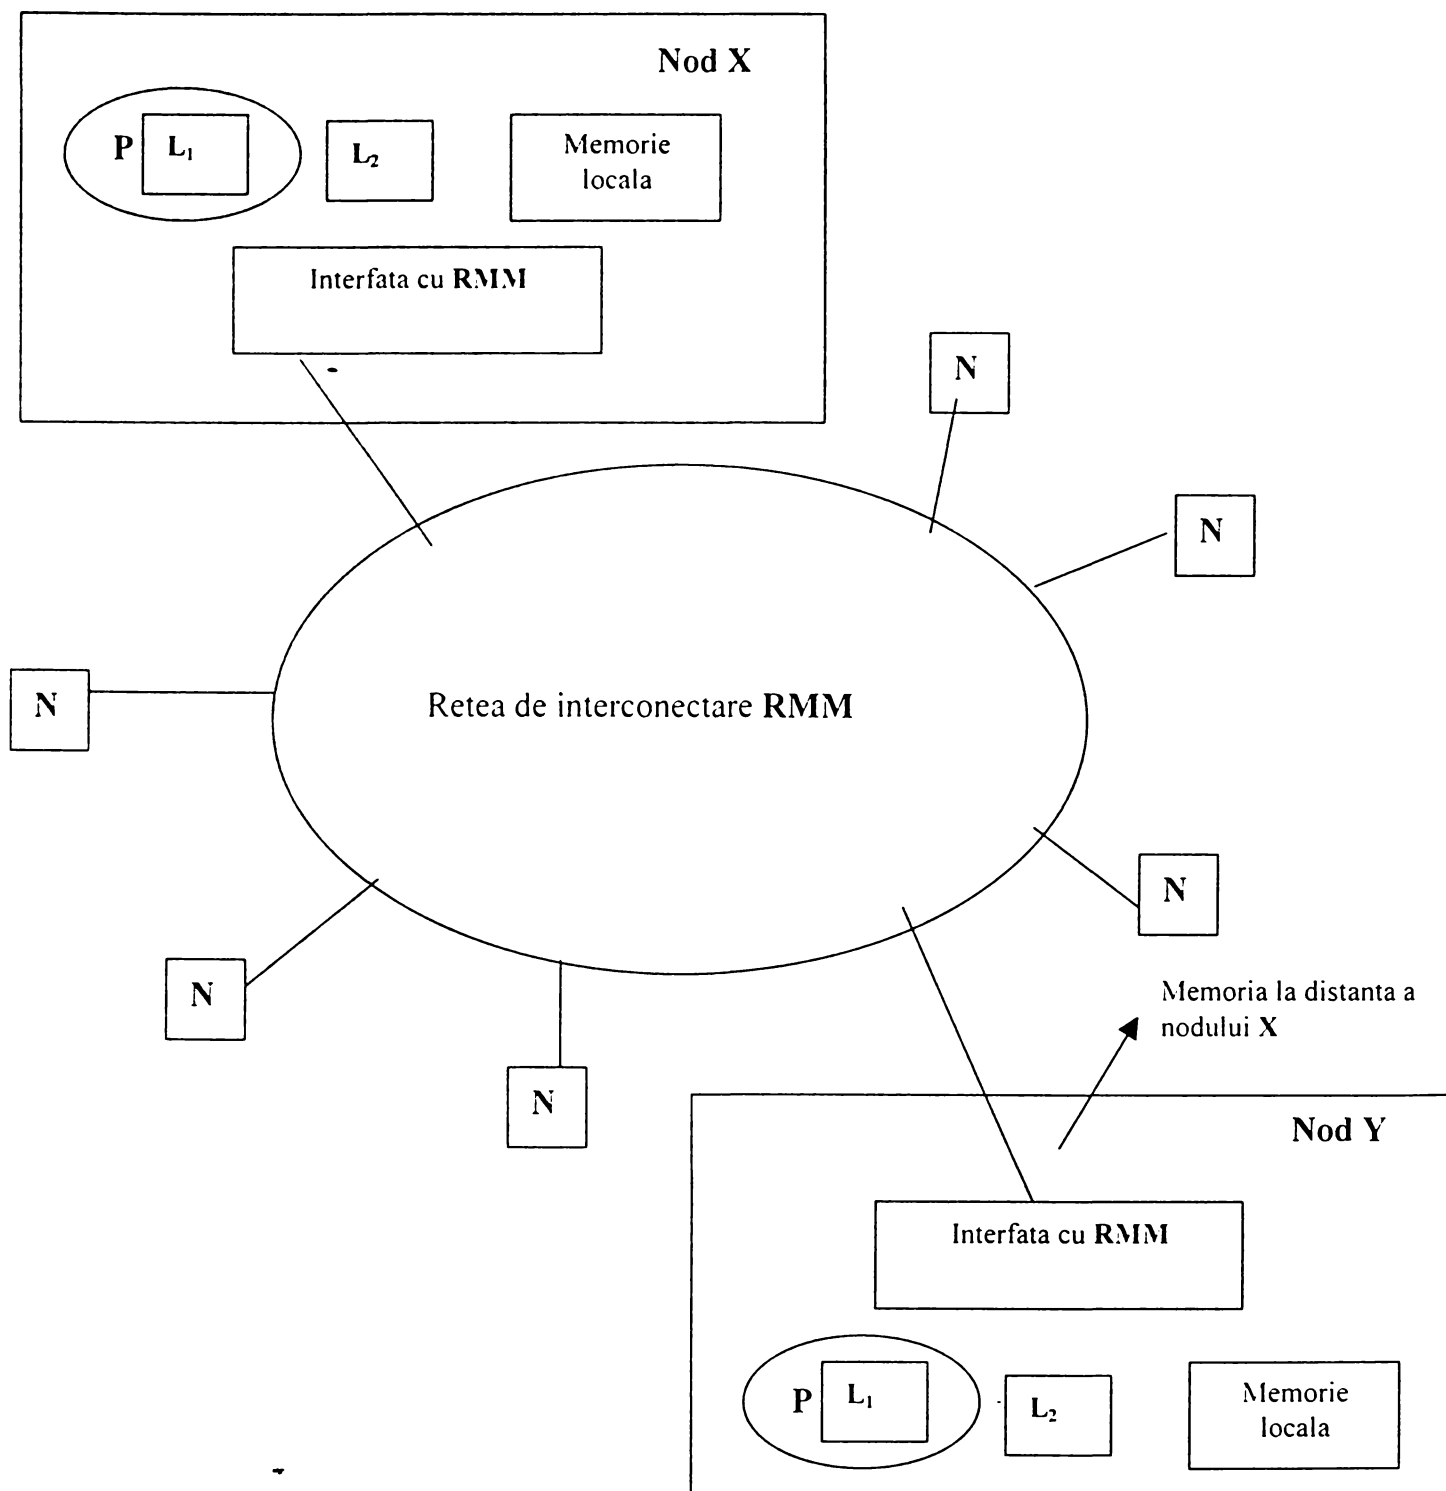 Nod X
P L₁
L₂
Memorie
locala
Interfata cu RMM
N
N
Retea de interconectare RMM
N
N
N
N
Memoria la distanta a
nodului X
Nod Y
Interfata cu RMM
P L₁
L₂
Memorie
locala